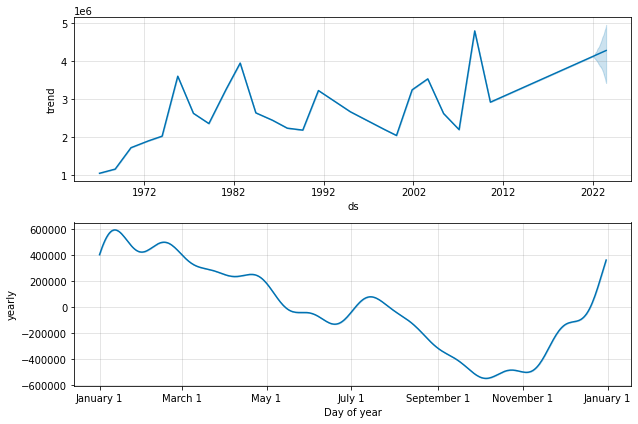 1e6
5
4
3
2
1
trend
1972 1982 1992 2002 2012 2022
ds
600000
400000
200000
0
−200000
−400000
−600000
yearly
January 1 March 1 May 1 July 1 September 1 November 1 January 1
Day of year